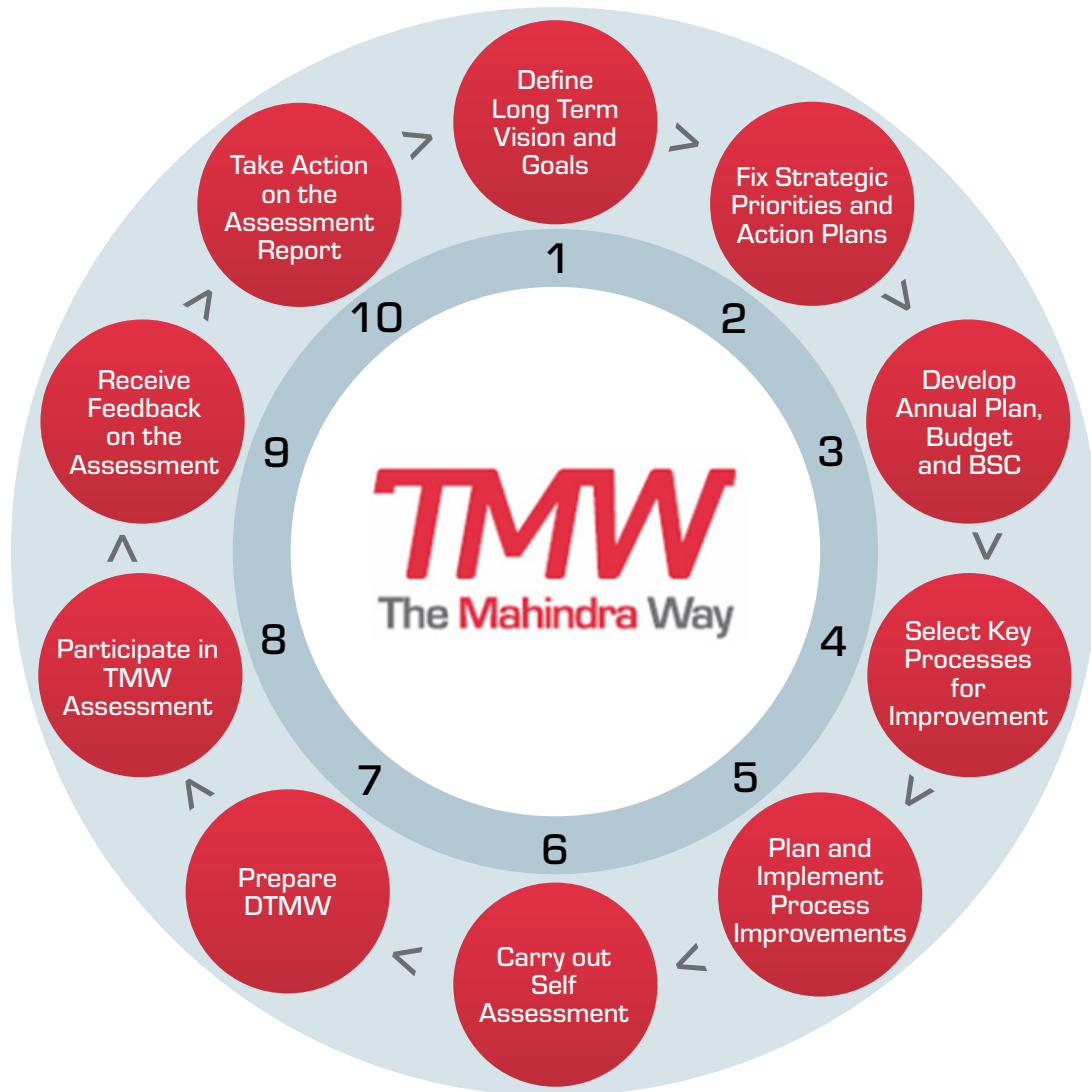 Define
Long Term
Vision and
Goals
1
Fix Strategic
Priorities and
Action Plans
2
Develop
Annual Plan,
Budget
and BSC
3
Select Key
Processes
for
Improvement
4
Plan and
Implement
Process
Improvements
5
Carry out
Self
Assessment
6
Prepare
DTMW
7
Participate in
TMW
Assessment
8
Receive
Feedback
on the
Assessment
9
Take Action
on the
Assessment
Report
10
TMW
The Mahindra Way